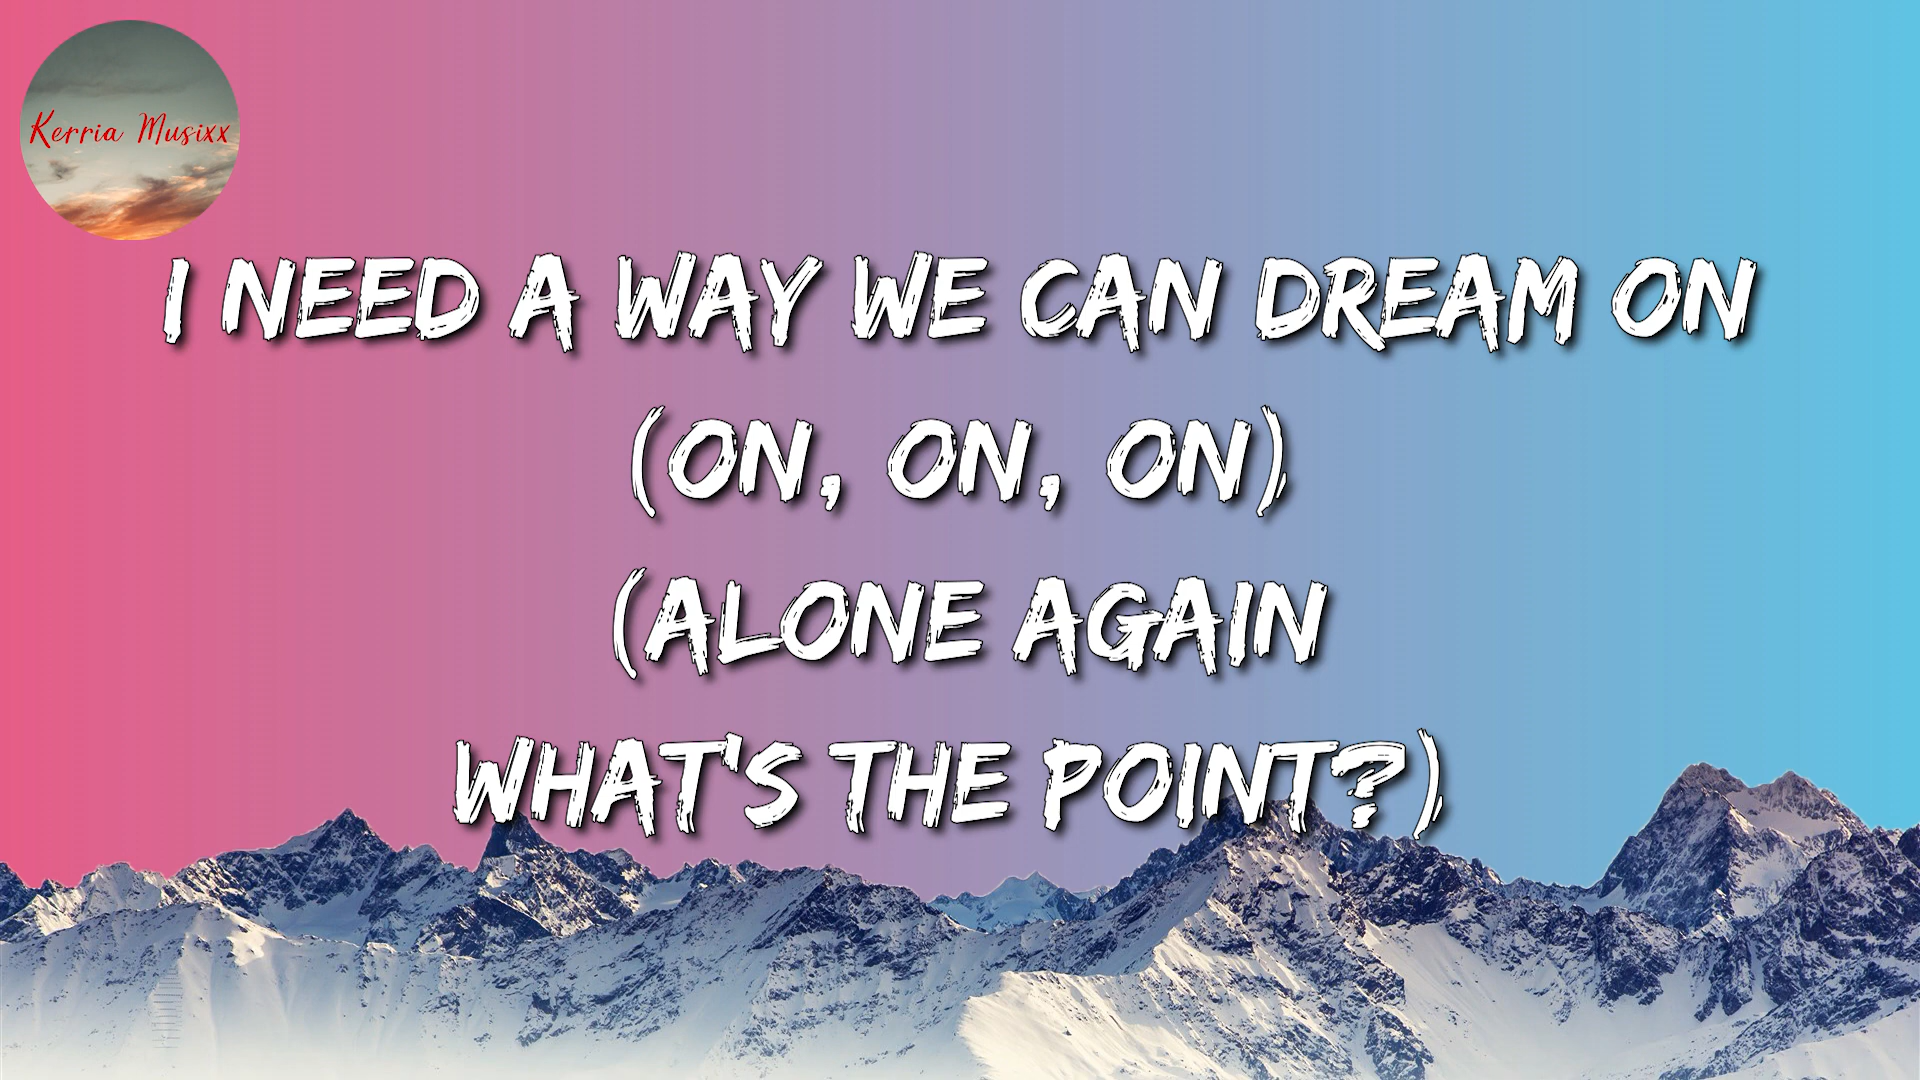 Kerria Musixx
I NEED A WAY WE CAN DREAM ON
(ON, ON, ON)
(ALONE AGAIN
WHAT'S THE POINT?)